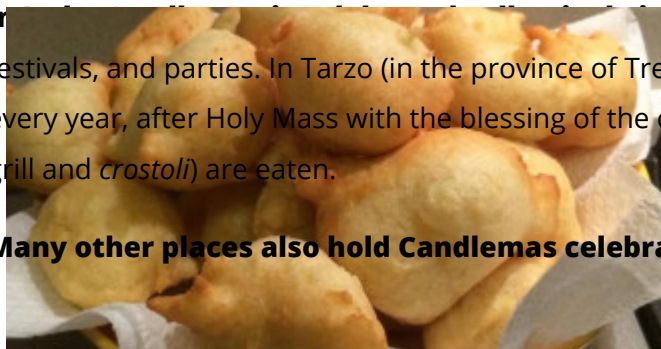 estivals, and parties. In Tarzo (in the province of Tre
every year, after Holy Mass with the blessing of the
grill and crostoli) are eaten.
Many other places also hold Candlemas celebra